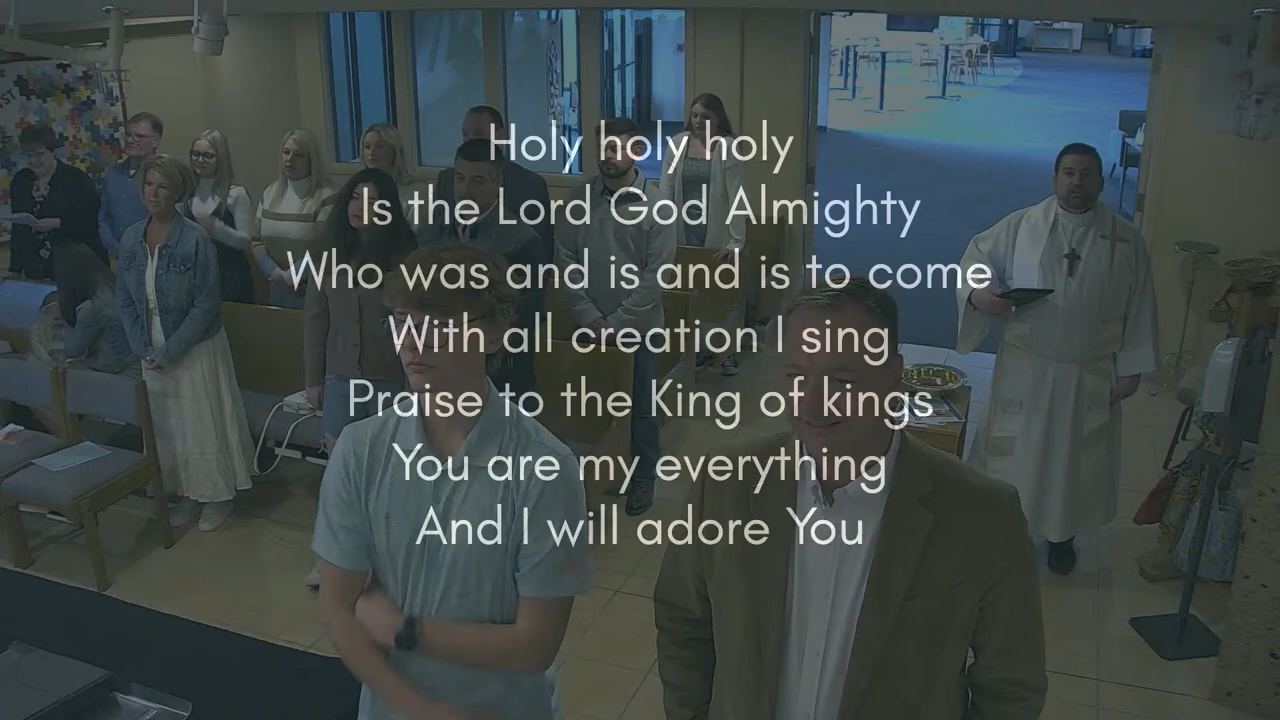 Holy holy holy
Is the Lord God Almighty
Who was and is and is to come
With all creation I sing
Praise to the King of kings
You are my everything
And I will adore You